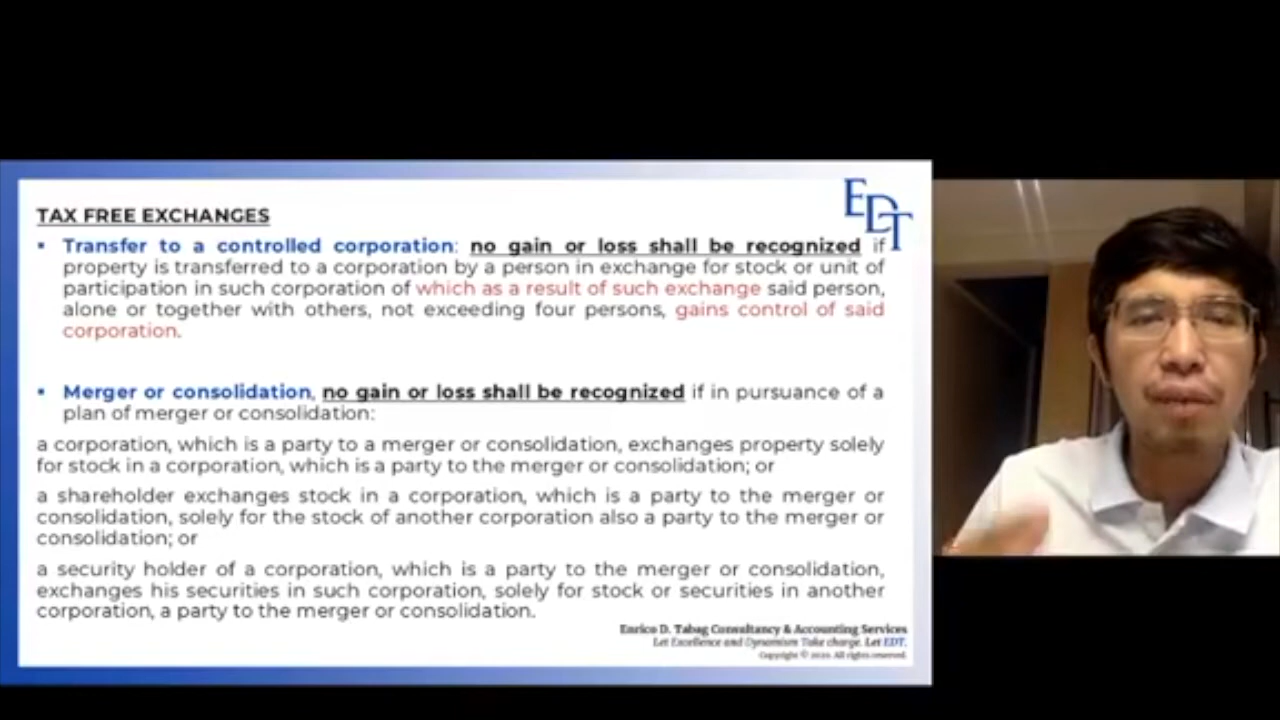 EDT
TAX FREE EXCHANGES
▪ Transfer to a controlled corporation: no gain or loss shall be recognized if
property is transferred to a corporation by a person in exchange for stock or unit of
participation in such corporation of which as a result of such exchange said person,
alone or together with others, not exceeding four persons, gains control of said
corporation.
▪ Merger or consolidation, no gain or loss shall be recognized if in pursuance of a
plan of merger or consolidation:
a corporation, which is a party to a merger or consolidation, exchanges property solely
for stock in a corporation, which is a party to the merger or consolidation; or
a shareholder exchanges stock in a corporation, which is a party to the merger or
consolidation, solely for the stock of another corporation also a party to the merger or
consolidation; or
a security holder of a corporation, which is a party to the merger or consolidation,
exchanges his securities in such corporation, solely for stock or securities in another
corporation, a party to the merger or consolidation.
Enrico D. Tabag Consultancy & Accounting Services
Let Excellence and Dynamism Take charge. Let EDT.
Copyright © 2020. All rights reserved.